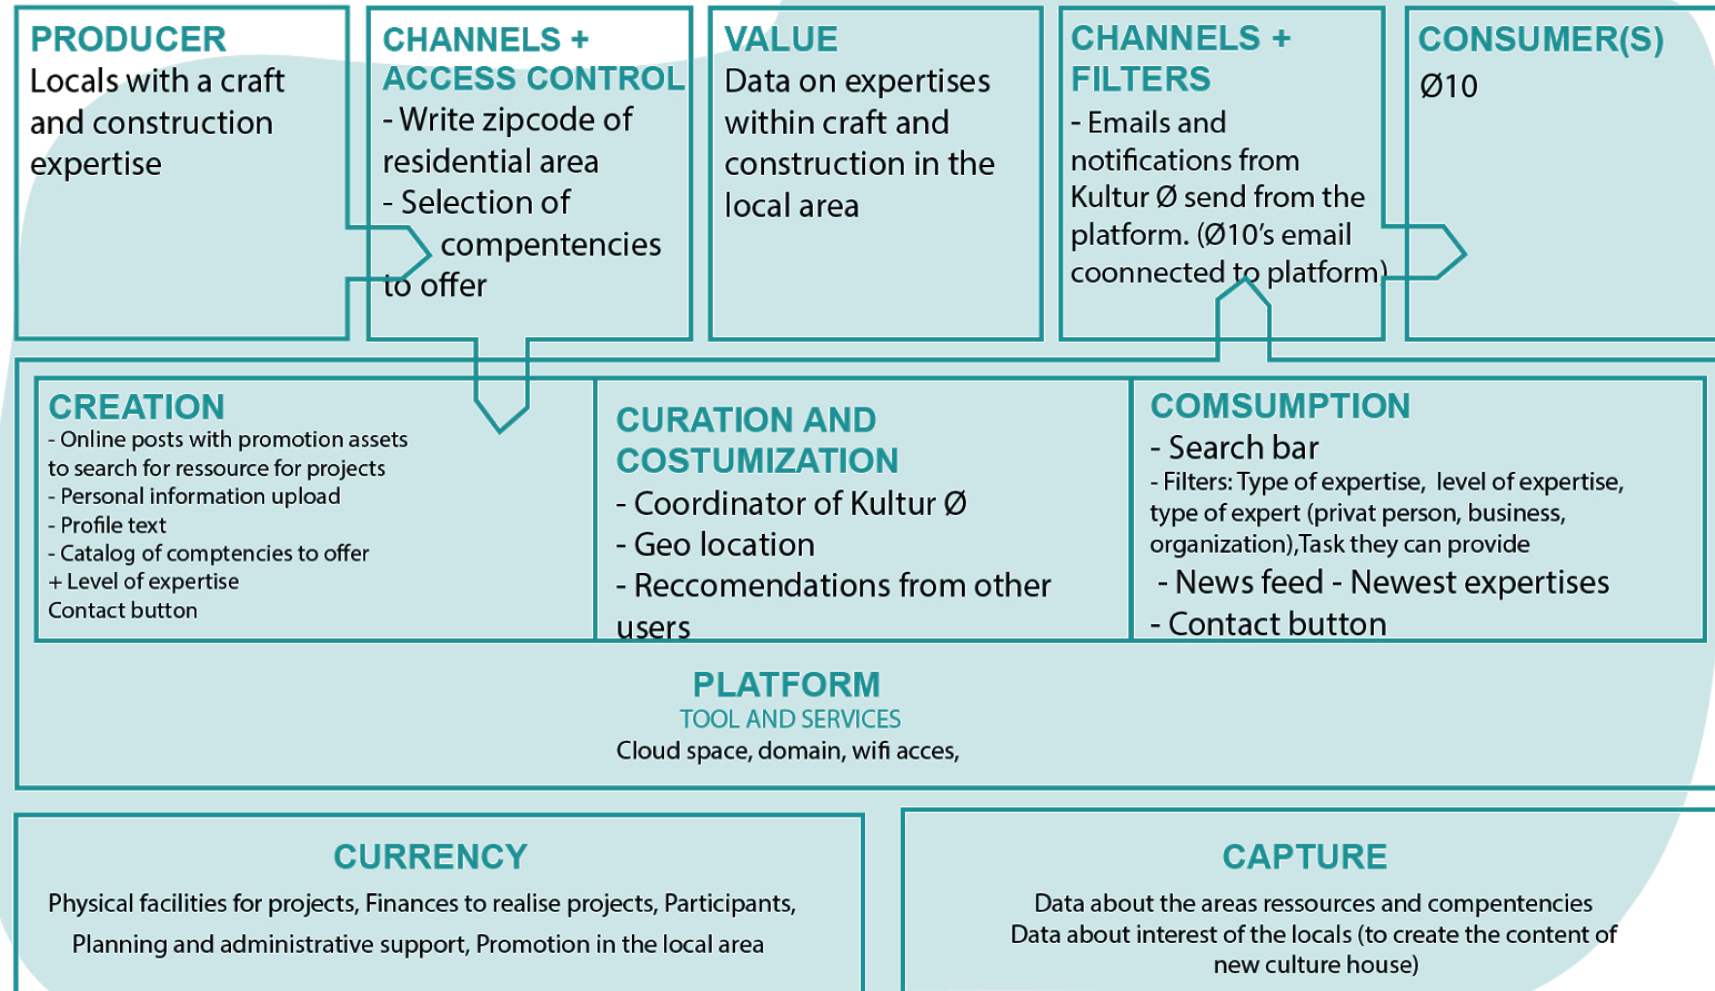 PRODUCER
Locals with a craft
and construction
expertise
CHANNELS +
ACCESS CONTROL
- Write zipcode of
residential area
- Selection of
compentencies
to offer
VALUE
Data on expertises
within craft and
construction in the
local area
CHANNELS +
FILTERS
- Emails and
notifications from
Kultur Ø send from the
platform. (Ø10's email
coonnected to platform)
CONSUMER(S)
Ø10
CREATION
- Online posts with promotion assets
to search for ressource for projects
- Personal information upload
- Profile text
- Catalog of comptencies to offer
+ Level of expertise
Contact button
CURATION AND
COSTUMIZATION
- Coordinator of Kultur Ø
- Geo location
- Reccomendations from other
users
COMSUMPTION
- Search bar
- Filters: Type of expertise, level of expertise,
type of expert (privat person, business,
organization),Task they can provide
- News feed - Newest expertises
- Contact button
PLATFORM
TOOL AND SERVICES
Cloud space, domain, wifi acces,
CURRENCY
Physical facilities for projects, Finances to realise projects, Participants,
Planning and administrative support, Promotion in the local area
CAPTURE
Data about the areas ressources and compentencies
Data about interest of the locals (to create the content of
new culture house)